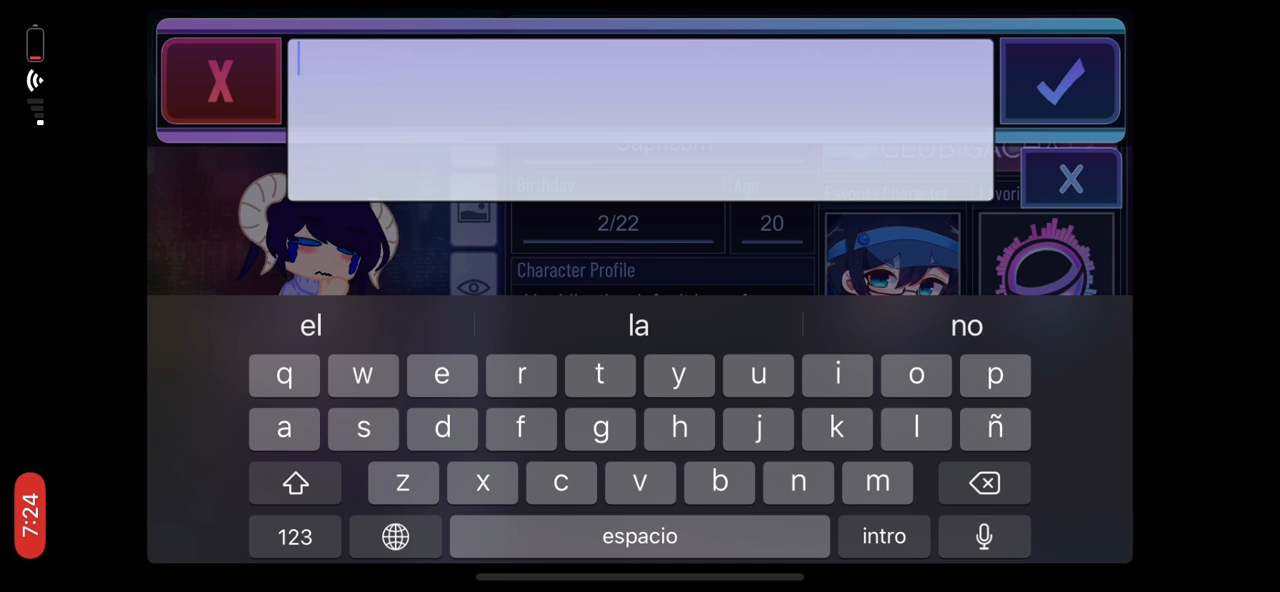 X
Capricorn
CLUB GACHA
X
Birthday
Age
Favorite Character
Favori
2/22
20
Character Profile
el
la
no
q w e r t y u i o p
a s d f g h j k l ñ
z x c v b n m
123
espacio
intro
7:24